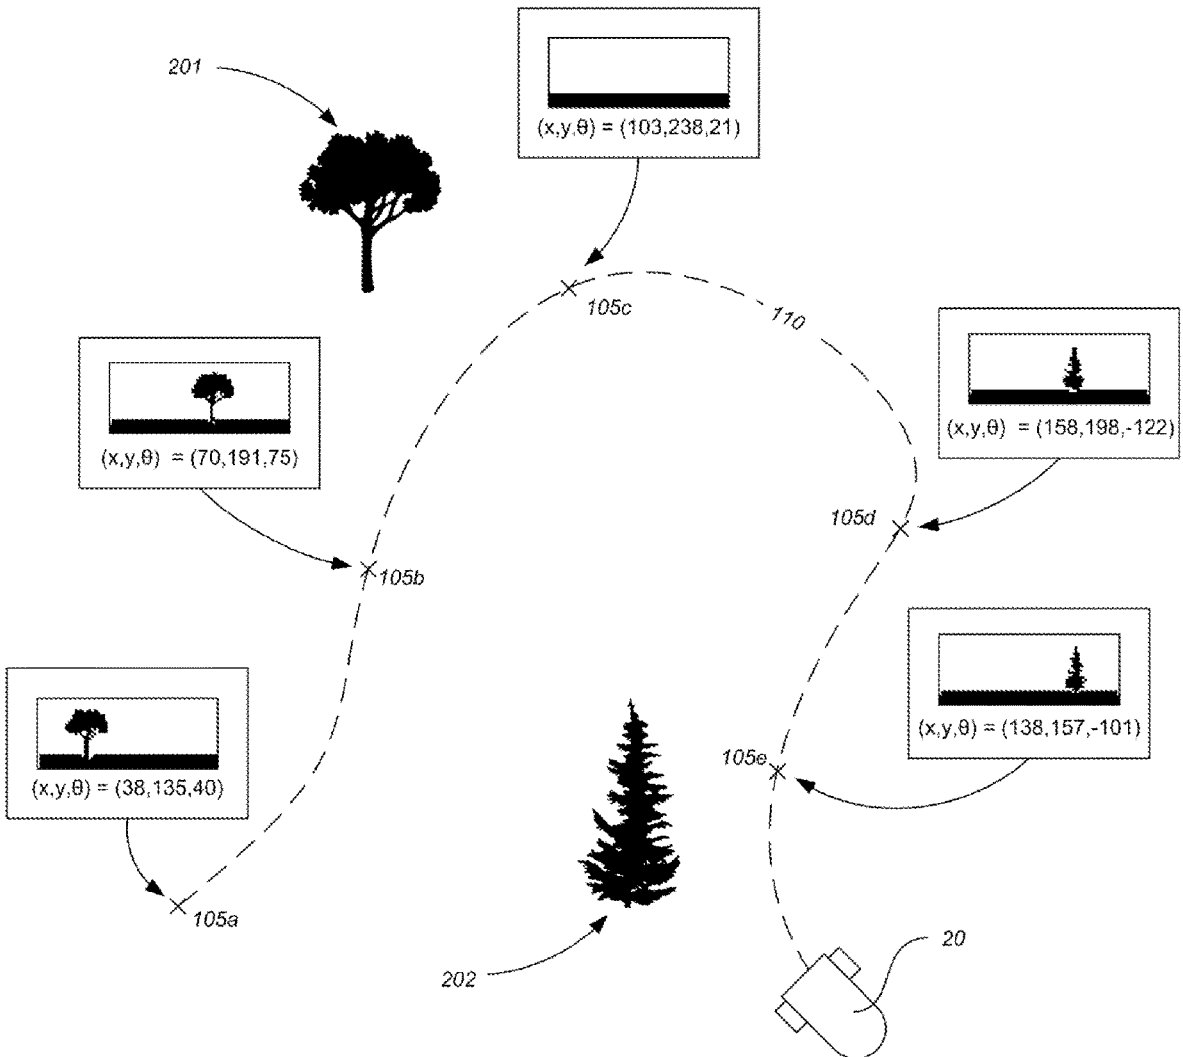 201
(x,y,θ) = (103,238,21)
105c
110
(x,y,θ) = (158,198,-122)
(x,y,θ) = (70,191,75)
105d
105b
(x,y,θ) = (138,157,-101)
105e
(x,y,θ) = (38,135,40)
105a
20
202